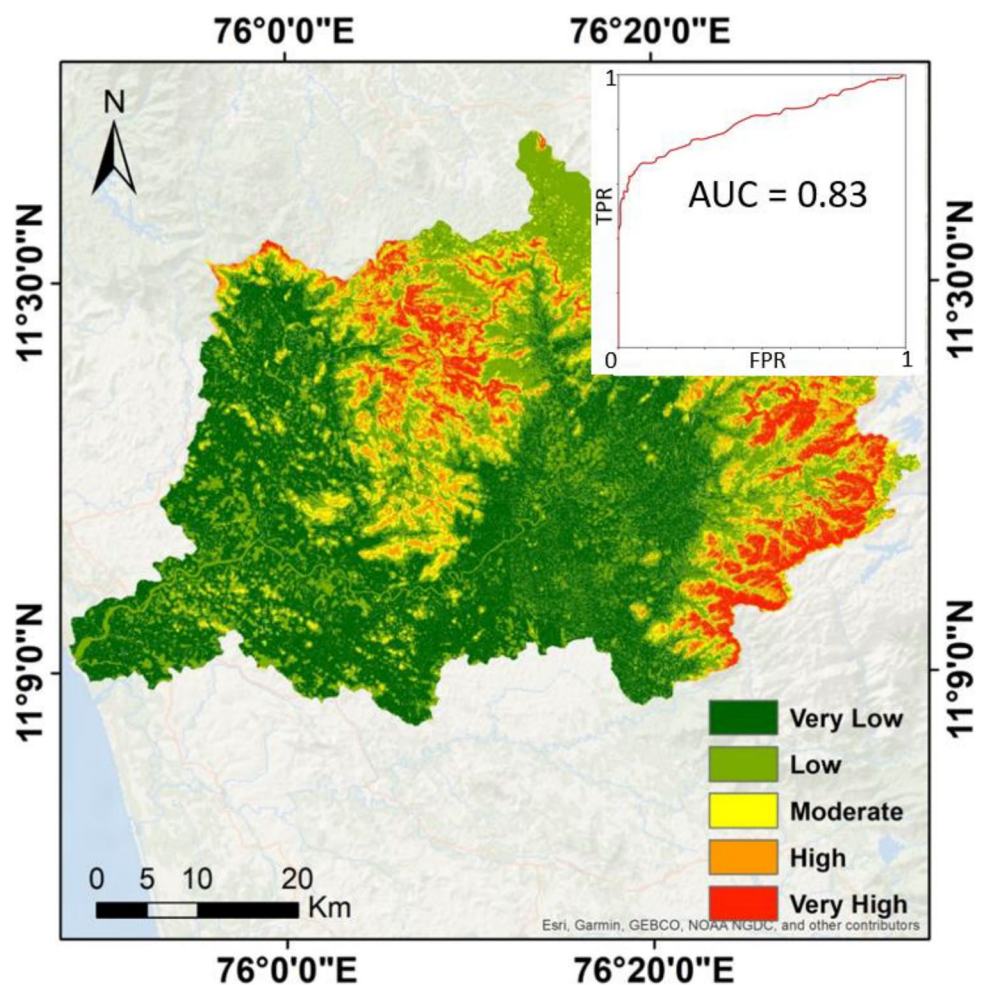 76°0'0"E 76°20'0"E
N
1
TPR
AUC = 0.83
0 FPR 1
11°30'0"N
11°30'0"N
11°9'0"N
11°9'0"N
Very Low
Low
Moderate
High
Very High
0 5 10 20
Km
Esri, Garmin, GEBCO, NOAA NGDC, and other contributors
76°0'0"E 76°20'0"E